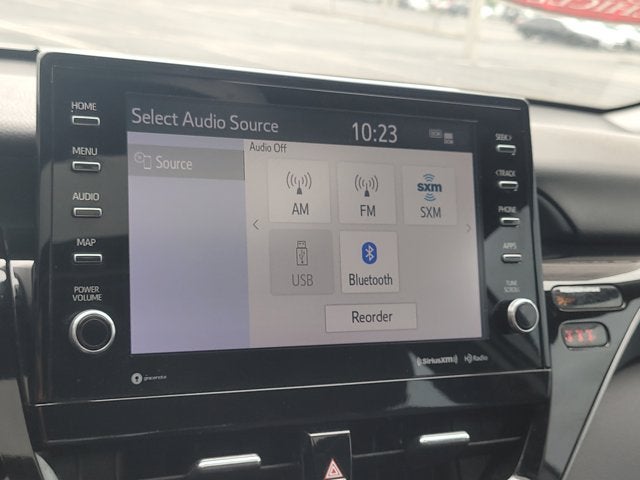 HOME
MENU
AUDIO
MAP
POWER
VOLUME
Select Audio Source
10:23
Source
Audio Off
AM
FM
sxm
SXM
USB
Bluetooth
Reorder
SEEK>
<TRACK
PHONE
APPS
TUNE
SCROLL
gracenote
SiriusXM
HD Radio